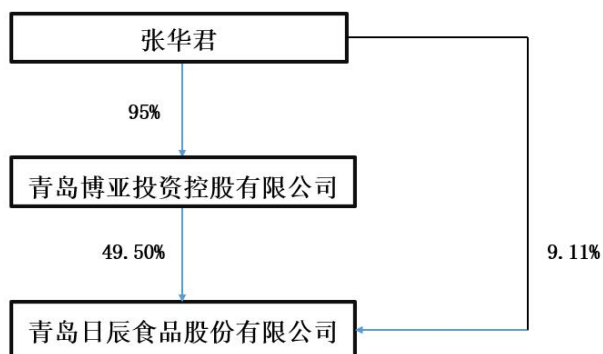 张华君
95%
青岛博亚投资控股有限公司
49.50%
9.11%
青岛日辰食品股份有限公司